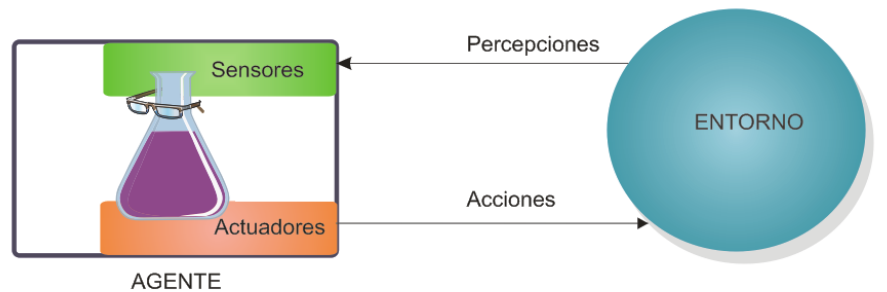 Percepciones
Sensores
ENTORNO
Acciones
Actuadores
AGENTE